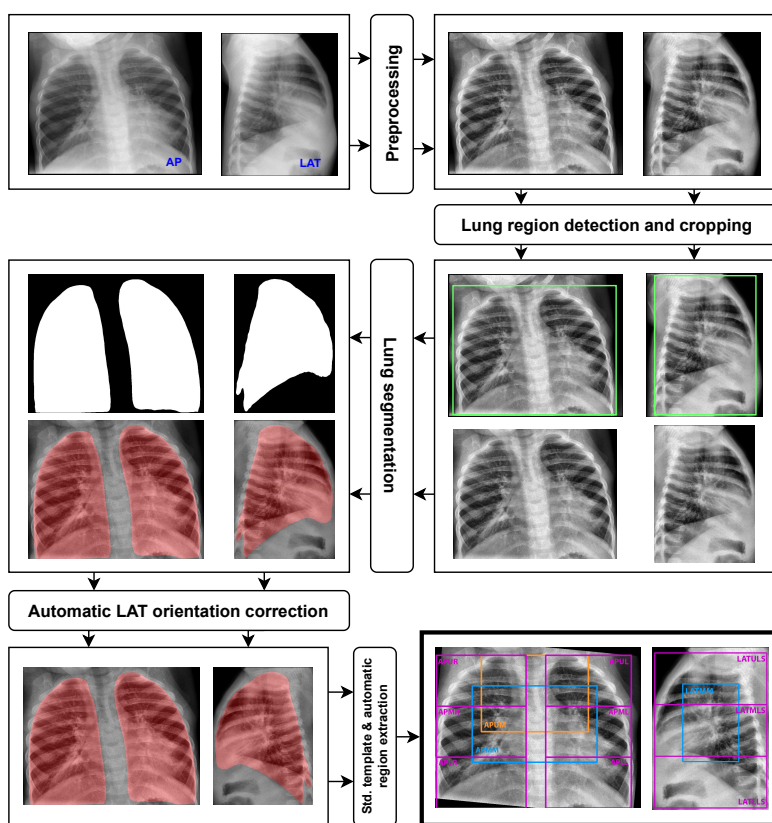 AP
LAT
Preprocessing
Lung region detection and cropping
Lung segmentation
Automatic LAT orientation correction
Std. template & automatic
region extraction
APUR
APUL
APUM
APML
LATULS
LATMM
LATMLS
LATLLS